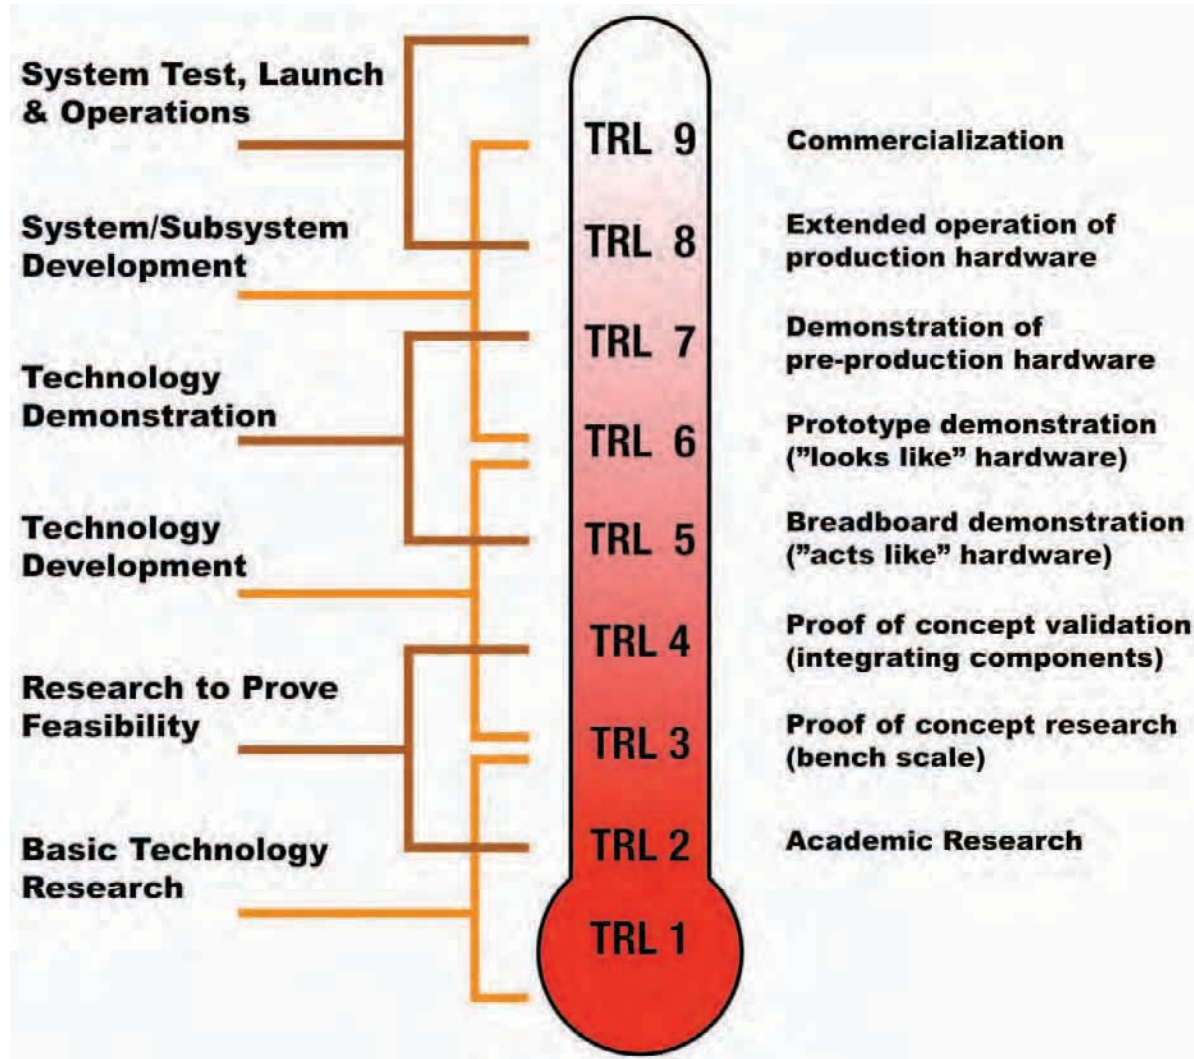 System Test, Launch
& Operations
System/Subsystem
Development
Technology
Demonstration
Technology
Development
Research to Prove
Feasibility
Basic Technology
Research
TRL 9
TRL 8
TRL 7
TRL 6
TRL 5
TRL 4
TRL 3
TRL 2
TRL 1
Commercialization
Extended operation of
production hardware
Demonstration of
pre-production hardware
Prototype demonstration
(”looks like” hardware)
Breadboard demonstration
(”acts like” hardware)
Proof of concept validation
(integrating components)
Proof of concept research
(bench scale)
Academic Research